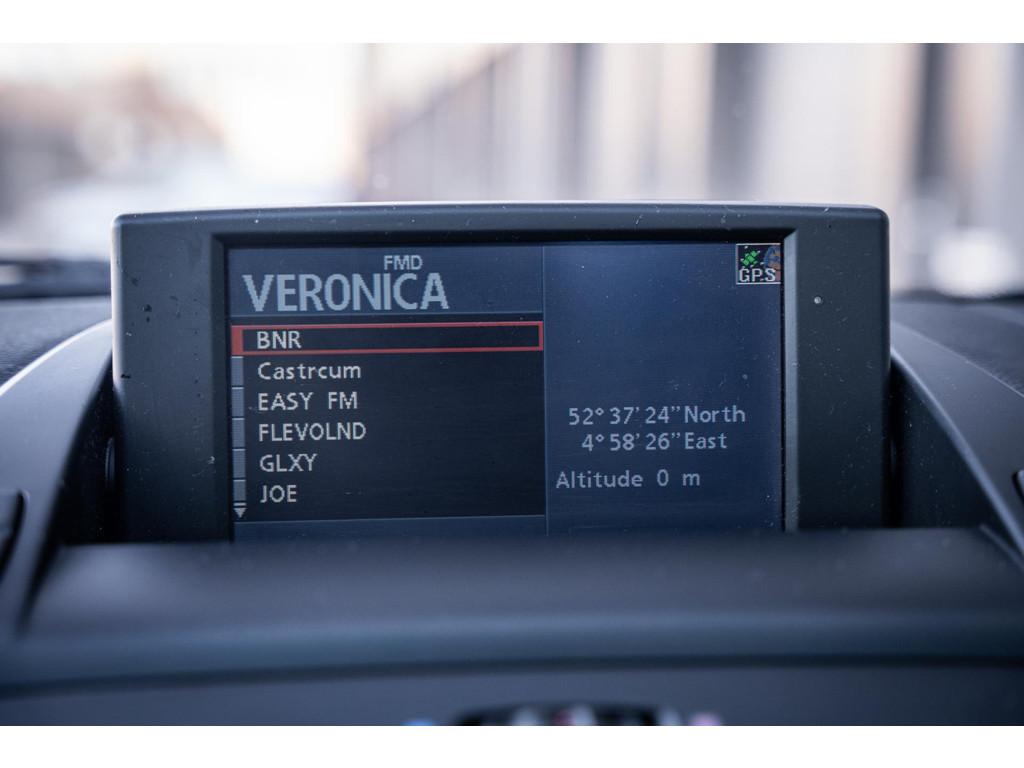 FMD
VERONICA
BNR
Castrcum
EASY FM
FLEVOLND
GLXY
JOE
GPS
52° 37' 24" North
4° 58' 26" East
Altitude 0 m